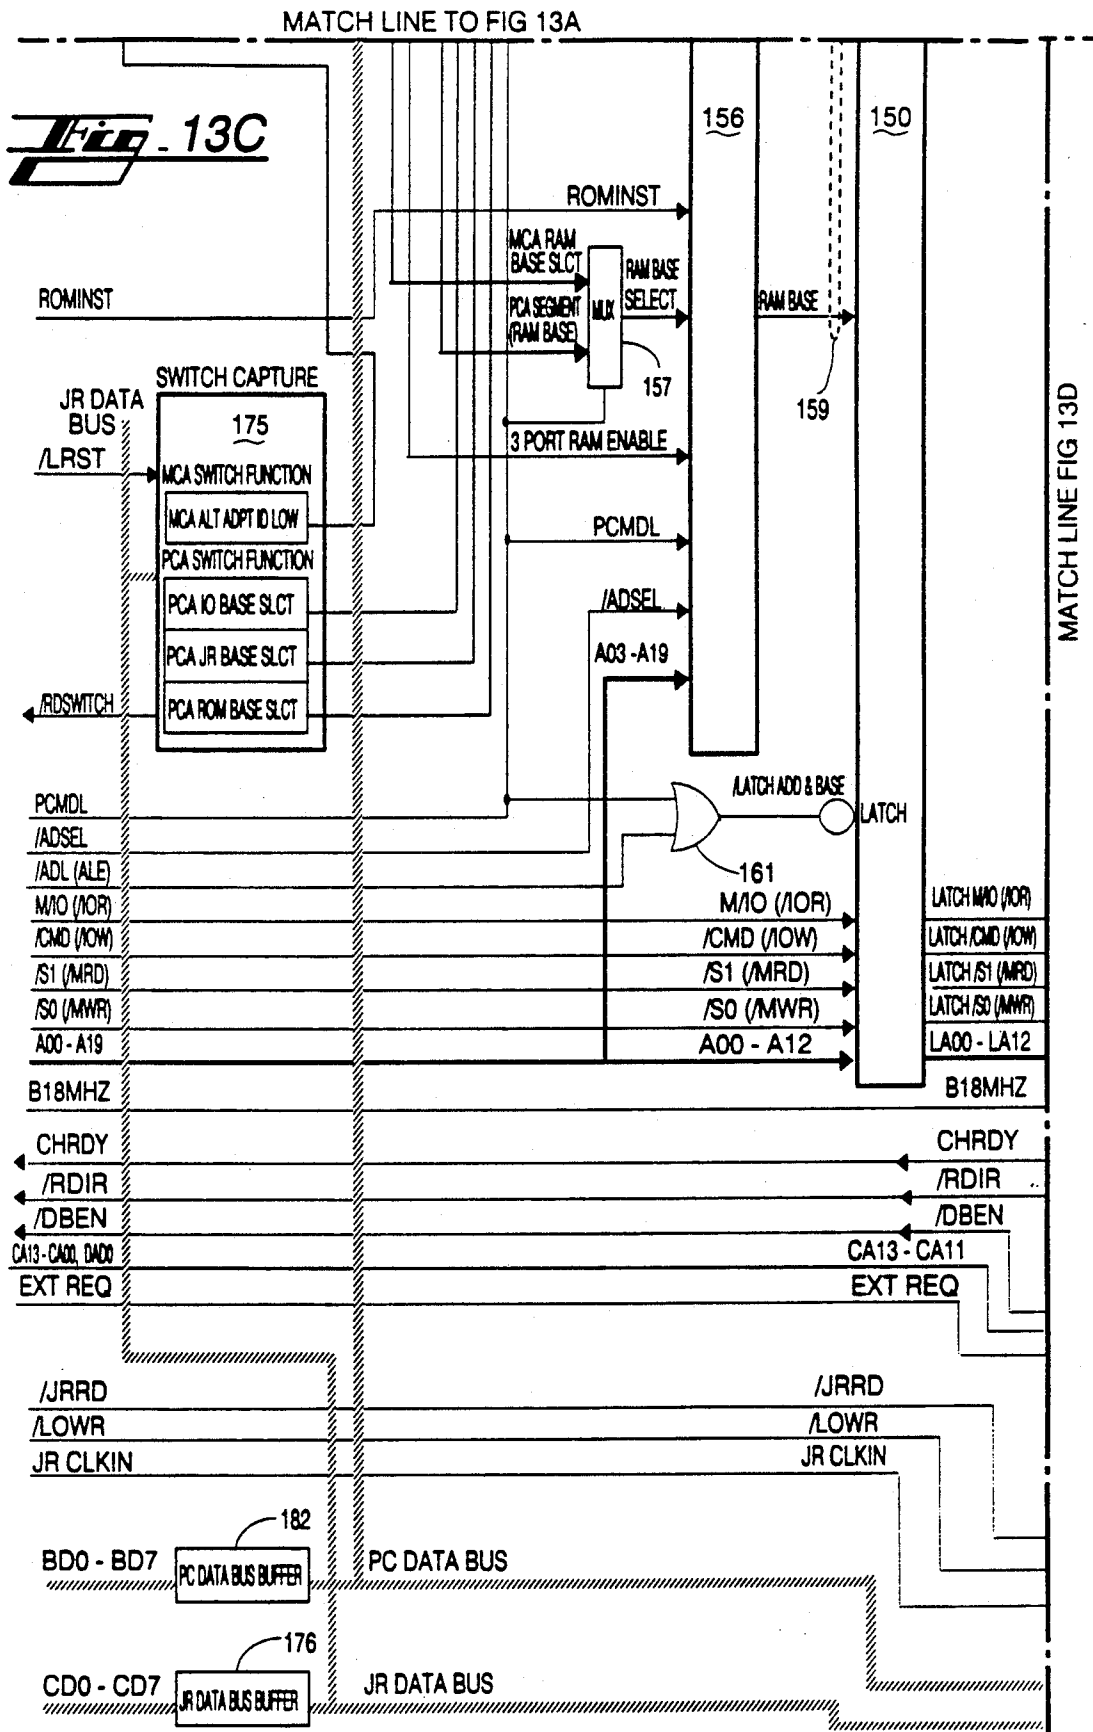 MATCH LINE TO FIG 13A
Fig - 13C
156
150
ROMINST
MCA RAM
BASE SLCT
RAM BASE
SELECT
MUX
PCA SEGMENT
(RAM BASE)
RAM BASE
ROMINST
157
159
SWITCH CAPTURE
JR DATA
BUS
175
/LRST
3 PORT RAM ENABLE
MCA SWITCH FUNCTION
MCA ALT ADPT ID LOW
PCMDL
PCA SWITCH FUNCTION
PCA IO BASE SLCT
/ADSEL
PCA JR BASE SLCT
A03 -A19
/RDSWITCH
PCA ROM BASE SLCT
MATCH LINE FIG 13D
PCMDL
/LATCH ADD & BASE
LATCH
/ADSEL
/ADL (ALE)
161
M/IO (/IOR)
M/IO (/IOR)
LATCH M/IO (/IOR)
/CMD (/IOW)
/CMD (/IOW)
LATCH /CMD (/IOW)
/S1 (/MRD)
/S1 (/MRD)
LATCH /S1 (/MRD)
/S0 (/MWR)
/S0 (/MWR)
LATCH /S0 (/MWR)
A00 - A19
A00 - A12
LA00 - LA12
B18MHZ
B18MHZ
CHRDY
CHRDY
/RDIR
/RDIR
/DBEN
/DBEN
CA13 - CA00, DAD0
CA13 - CA11
EXT REQ
EXT REQ
/JRRD
/JRRD
/LOWR
/LOWR
JR CLKIN
JR CLKIN
182
BD0 - BD7
PC DATA BUS BUFFER
PC DATA BUS
176
CD0 - CD7
JR DATA BUS BUFFER
JR DATA BUS